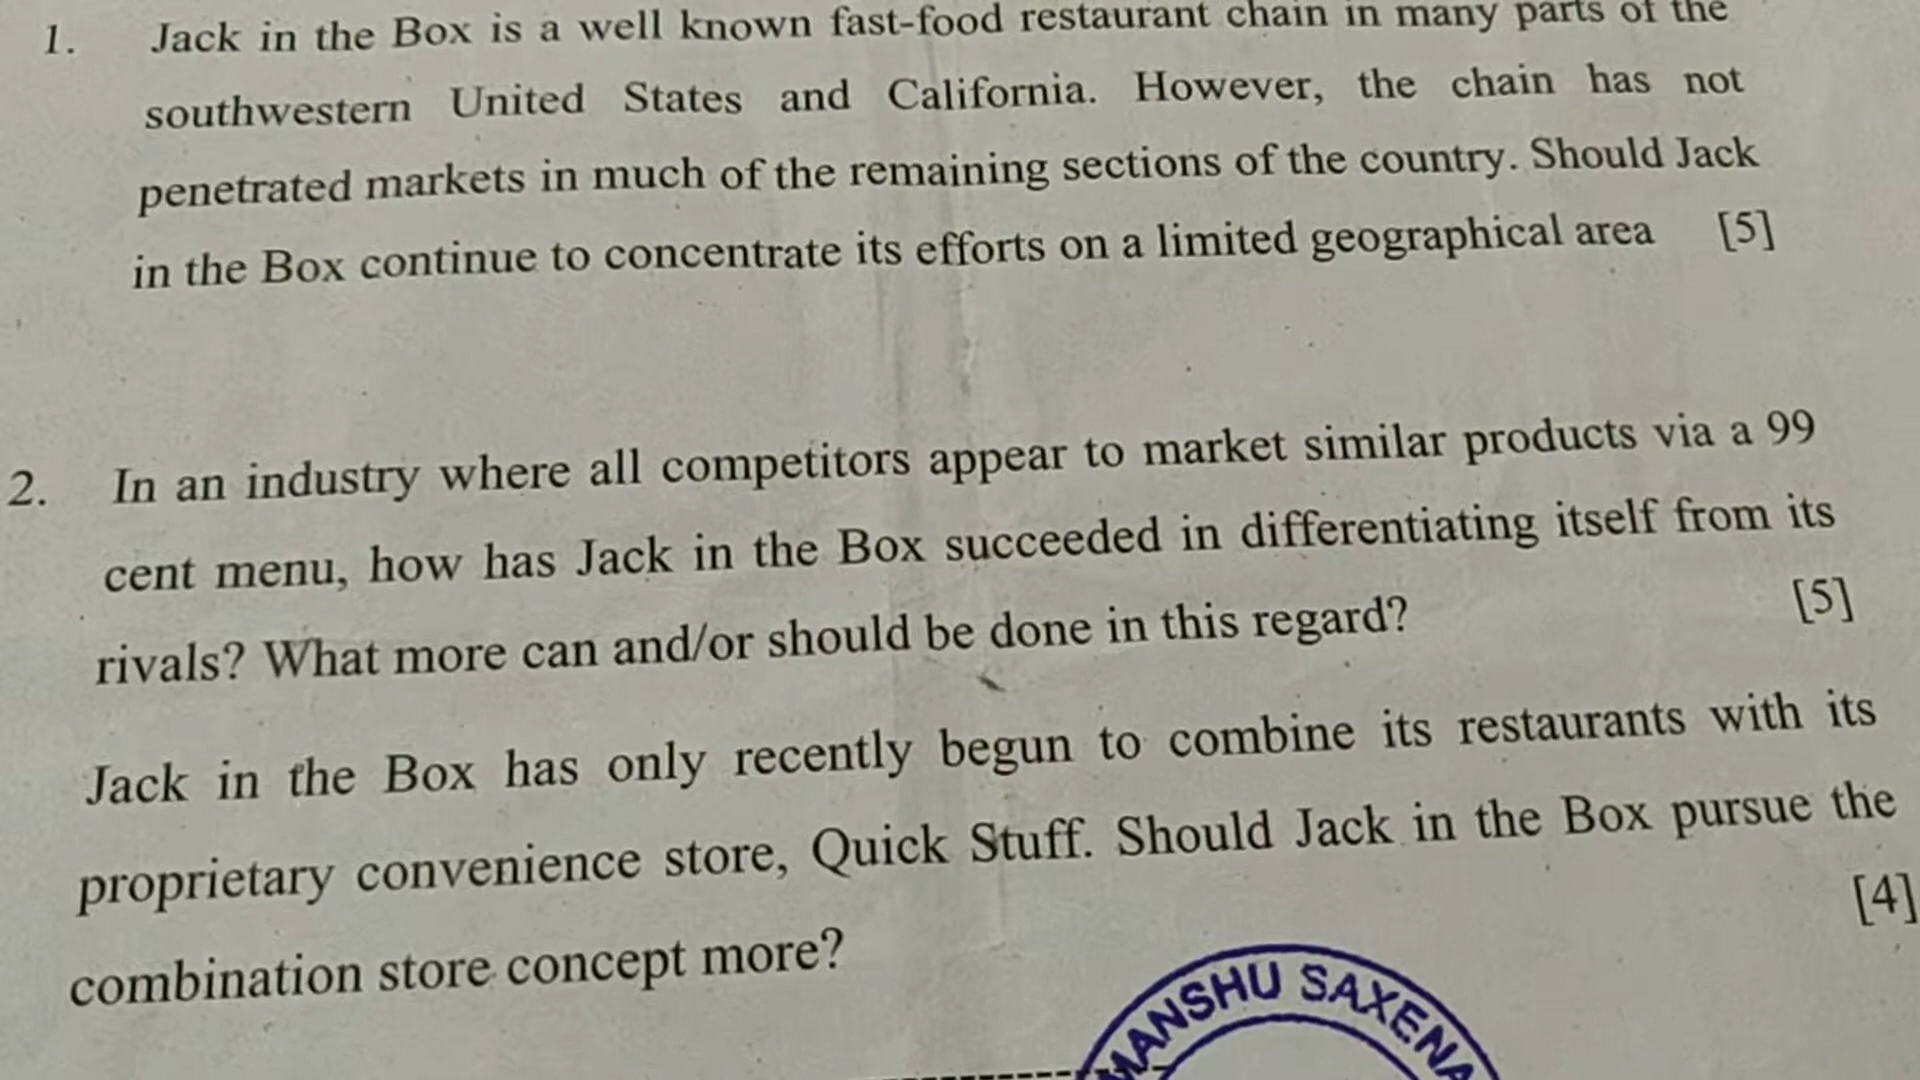 1. Jack in the Box is a well known fast-food restaurant chain in many parts of the
southwestern United States and California. However, the chain has not
penetrated markets in much of the remaining sections of the country. Should Jack
in the Box continue to concentrate its efforts on a limited geographical area [5]
2. In an industry where all competitors appear to market similar products via a 99
cent menu, how has Jack in the Box succeeded in differentiating itself from its
rivals? What more can and/or should be done in this regard? [5]
Jack in the Box has only recently begun to combine its restaurants with its
proprietary convenience store, Quick Stuff. Should Jack in the Box pursue the
combination store concept more? [4]
MANSHU SAXENA